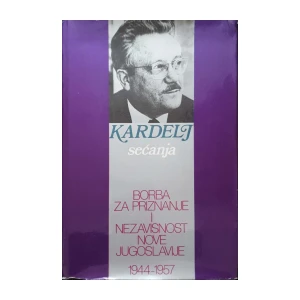 KARDELJ
sećanja
BORBA
ZA PRIZNANJE
I
NEZAVISNOST
NOVE
JUGOSLAVIJE
1944-1957